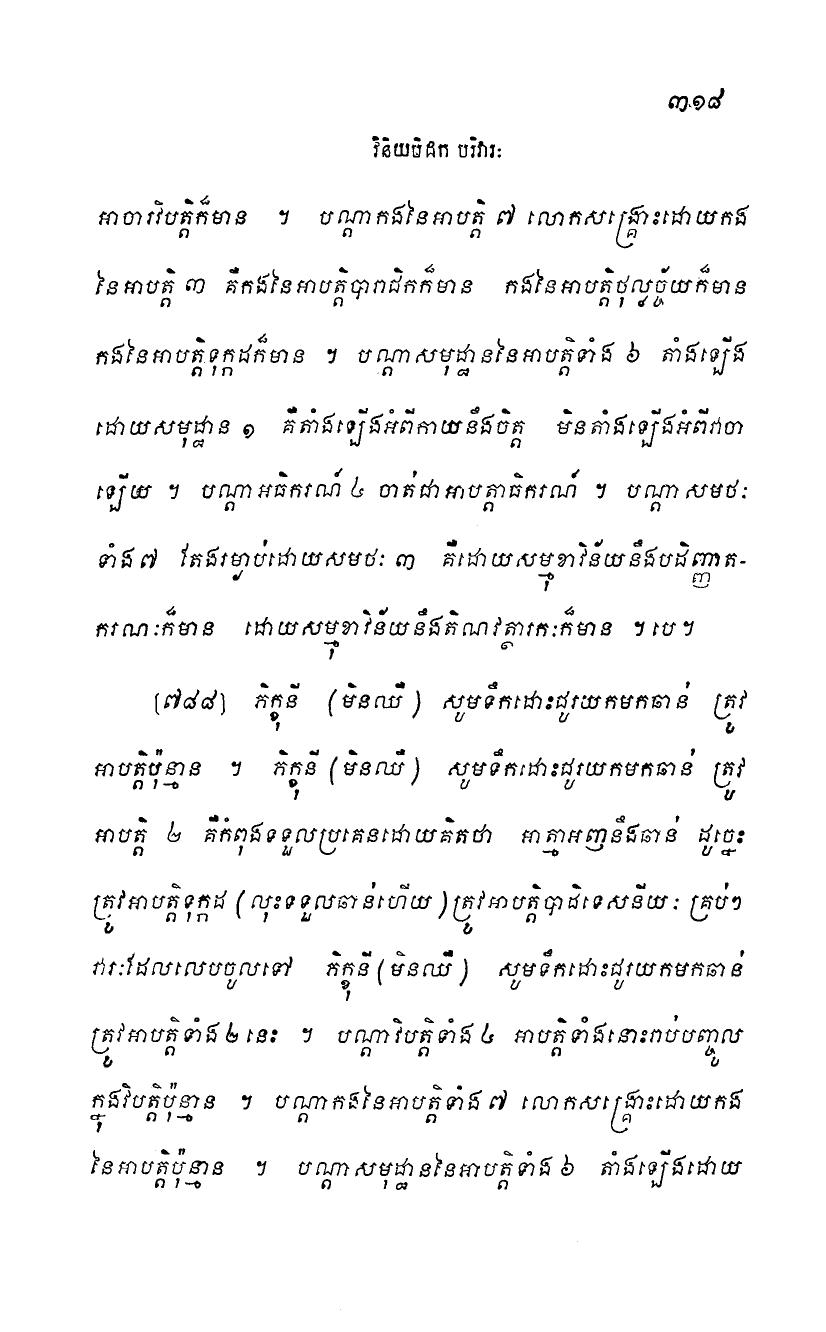 ៣១៨
វិនិយបិដក បរិវារៈ
អាចារវិបត្តិក៏មាន ។ បណ្តាកងនៃអាបត្តិ ៧ លោកសង្គ្រោះដោយកង
នៃអាបត្តិ ៣ គឺកងនៃអាបត្តិបារាជិកក៏មាន កងនៃអាបត្តិថុល្លច្ច័យក៏មាន
កងនៃអាបត្តិទុក្កដក៏មាន ។ បណ្តាសមុដ្ឋាននៃអាបត្តិទាំង ៦ តាំងឡើង
ដោយសមុដ្ឋាន ១ គឺតាំងឡើងអំពីកាយនឹងចិត្ត មិនតាំងឡើងអំពីវាចា
ឡើយ ។ បណ្តាអធិករណ៍ ៤ ចាត់ជាអាបត្តាធិករណ៍ ។ បណ្តាសមថៈ
ទាំង ៧ តែងរម្ងាប់ដោយសមថៈ ៣ គឺដោយសម្មុខាវិន័យនឹងបដិញ្ញាត-
ករណៈក៏មាន ដោយសម្មុខាវិន័យនឹងតិណវត្ថារកៈក៏មាន ។ បេ ។
[៧៨៨] ភិក្ខុនី (មិនឈឺ) សូមទឹកដោះជូរយកមកឆាន់ ត្រូវ
អាបត្តិប៉ុន្មាន ។ ភិក្ខុនី (មិនឈឺ) សូមទឹកដោះជូរយកមកឆាន់ ត្រូវ
អាបត្តិ ២ គឺកំពុងទទួលប្រគេនដោយគិតថា អាត្មាអញនឹងឆាន់ ដូច្នេះ
ត្រូវអាបត្តិទុក្កដ (លុះទទួលឆាន់ហើយ) ត្រូវអាបត្តិបាដិទេសនីយៈ គ្រប់ៗ
វារៈដែលលេបចូលទៅ ភិក្ខុនី (មិនឈឺ) សូមទឹកដោះជូរយកមកឆាន់
ត្រូវអាបត្តិទាំង ២ នេះ ។ បណ្តាវិបត្តិទាំង ៤ អាបត្តិទាំងនោះរាប់បញ្ចូល
ក្នុងវិបត្តិប៉ុន្មាន ។ បណ្តាកងនៃអាបត្តិទាំង ៧ លោកសង្គ្រោះដោយកង
នៃអាបត្តិប៉ុន្មាន ។ បណ្តាសមុដ្ឋាននៃអាបត្តិទាំង ៦ តាំងឡើងដោយ